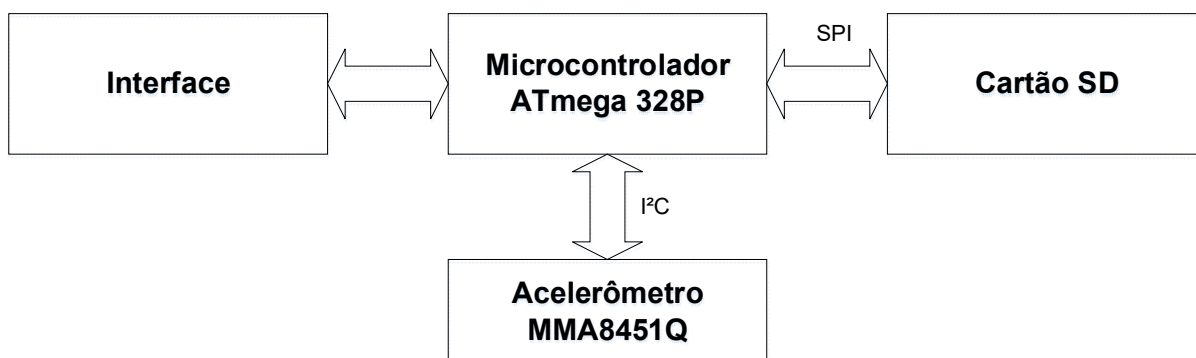 SPI
Interface
Microcontrolador
ATmega 328P
Cartão SD
I²C
Acelerômetro
MMA8451Q